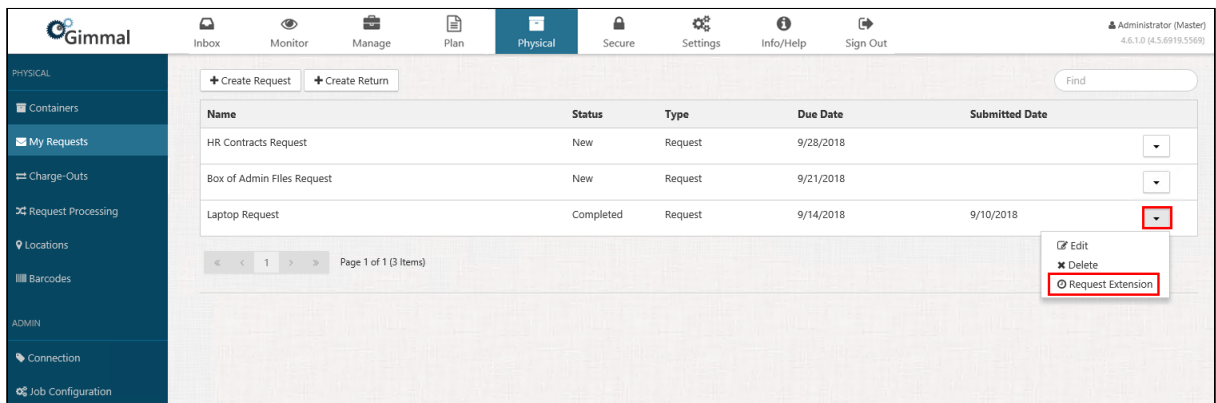 Gimmal
Inbox Monitor Manage Plan Physical Secure Settings Info/Help Sign Out
Administrator (Master)
4.6.1.0 (4.5.6919.5569)
PHYSICAL
Containers
My Requests
Charge-Outs
Request Processing
Locations
Barcodes
ADMIN
Connection
Job Configuration
Create Request Create Return Find
Name Status Type Due Date Submitted Date
HR Contracts Request New Request 9/28/2018
Box of Admin FIles Request New Request 9/21/2018
Laptop Request Completed Request 9/14/2018 9/10/2018
« < 1 > » Page 1 of 1 (3 Items)
Edit
Delete
Request Extension